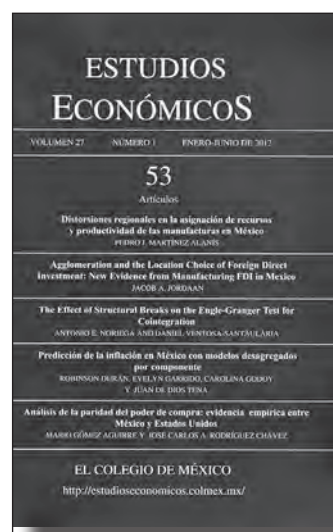 ESTUDIOS
ECONÓMICOS
VOLUMEN 27 NÚMERO 1 ENERO-JUNIO DE 2012
53
Artículos
Distorsiones regionales en la asignación de recursos
y productividad de las manufacturas en México
PEDRO I. MARTÍNEZ ALANÍS
Agglomeration and the Location Choice of Foreign Direct
Investment: New Evidence from Manufacturing FDI in Mexico
JACOB A. JORDAAN
The Effect of Structural Breaks on the Engle-Granger Test for
Cointegration
ANTONIO E. NORIEGA AND DANIEL VENTOSA-SANTAULÀRIA
Predicción de la inflación en México con modelos desagregados
por componente
ROBINSON DURÁN, EVELYN GARRIDO, CAROLINA GODOY
Y JUAN DE DIOS TENA
Análisis de la paridad del poder de compra: evidencia empírica entre
México y Estados Unidos
MARIO GÓMEZ AGUIRRE Y JOSÉ CARLOS A. RODRÍGUEZ CHÁVEZ
EL COLEGIO DE MÉXICO
http://estudioseconomicos.colmex.mx/